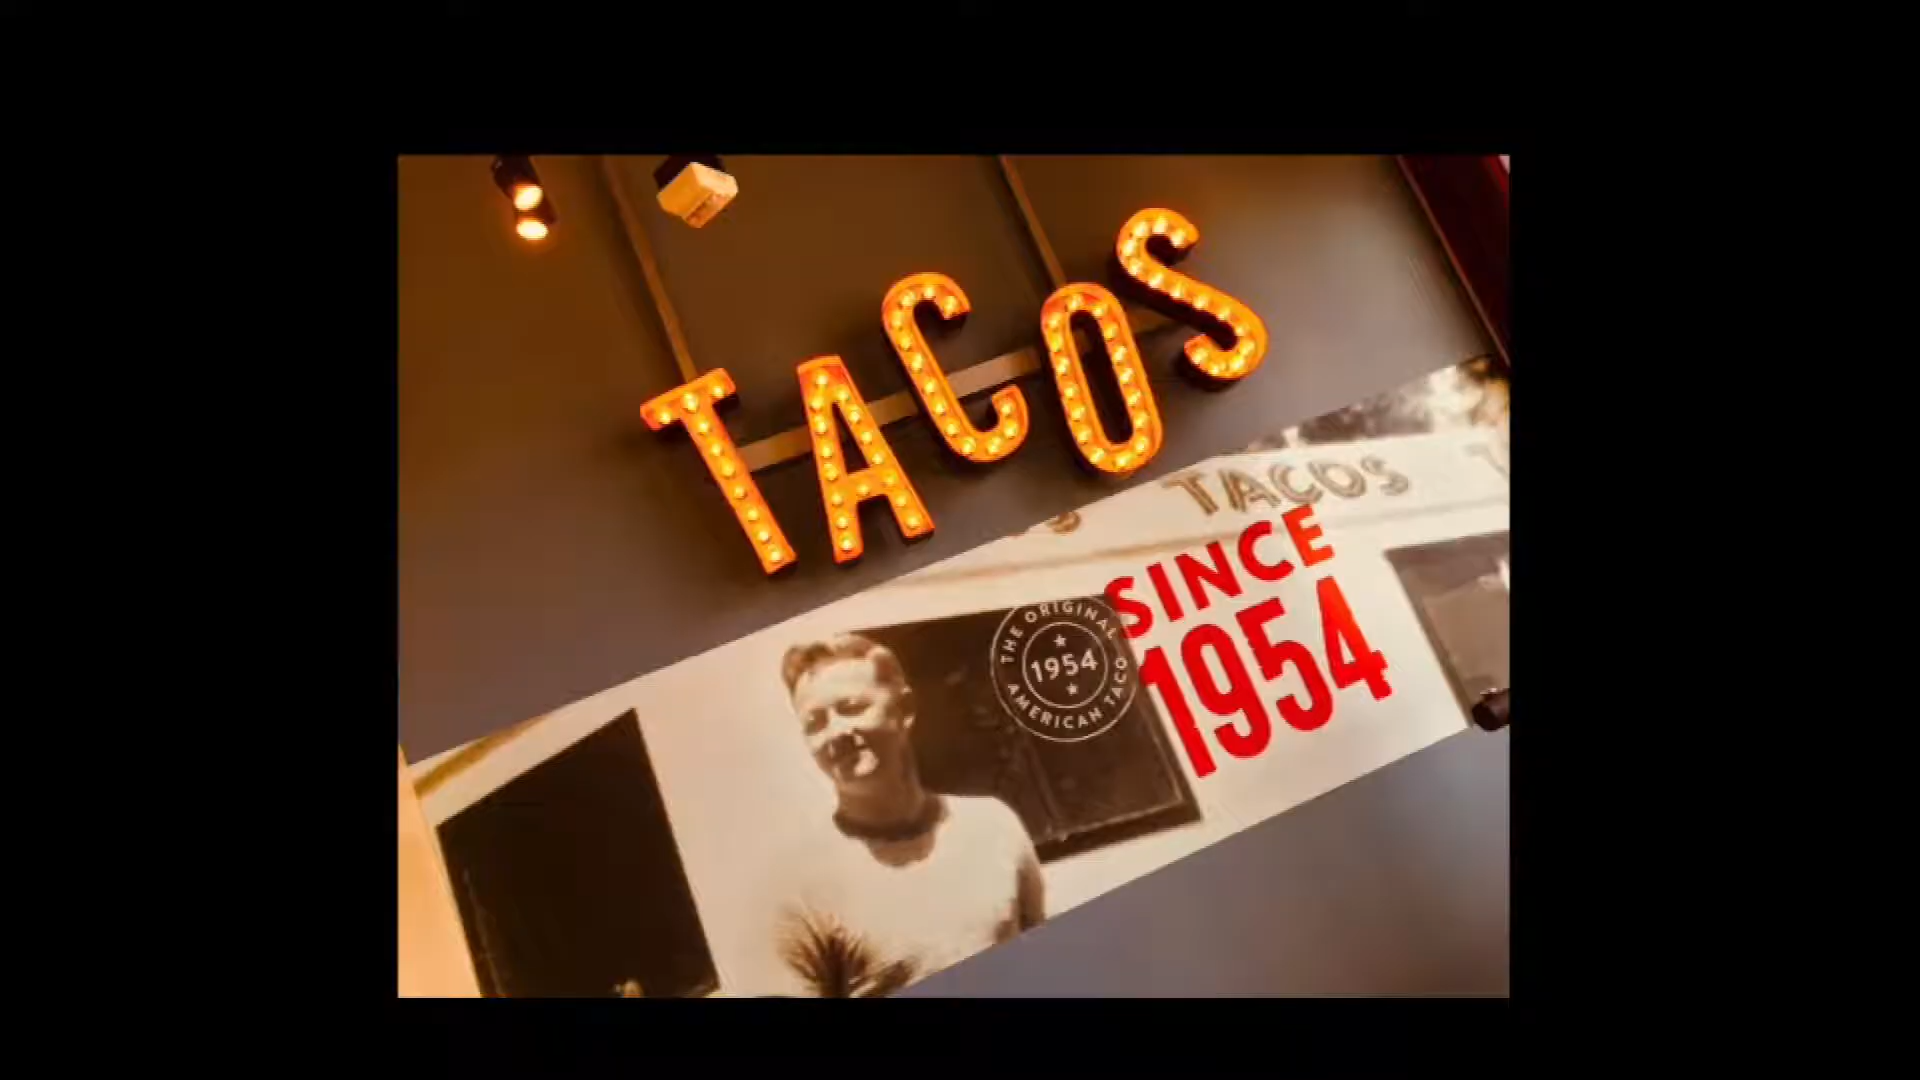 TACOS
TACOS
SINCE
1954
THE ORIGINAL
1954
AMERICAN TACO